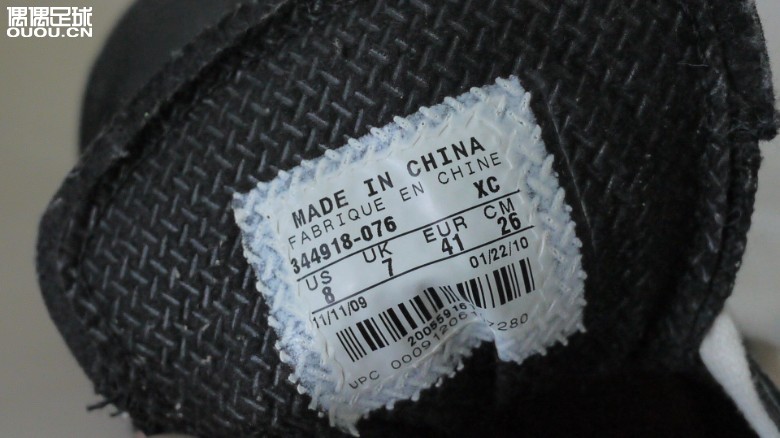 偶偶足球
OUOU.CN
MADE IN CHINA
FABRIQUE EN CHINE
344918-076 XC
US UK EUR CM
8 7 41 26
11/11/09 01/22/10
UPC